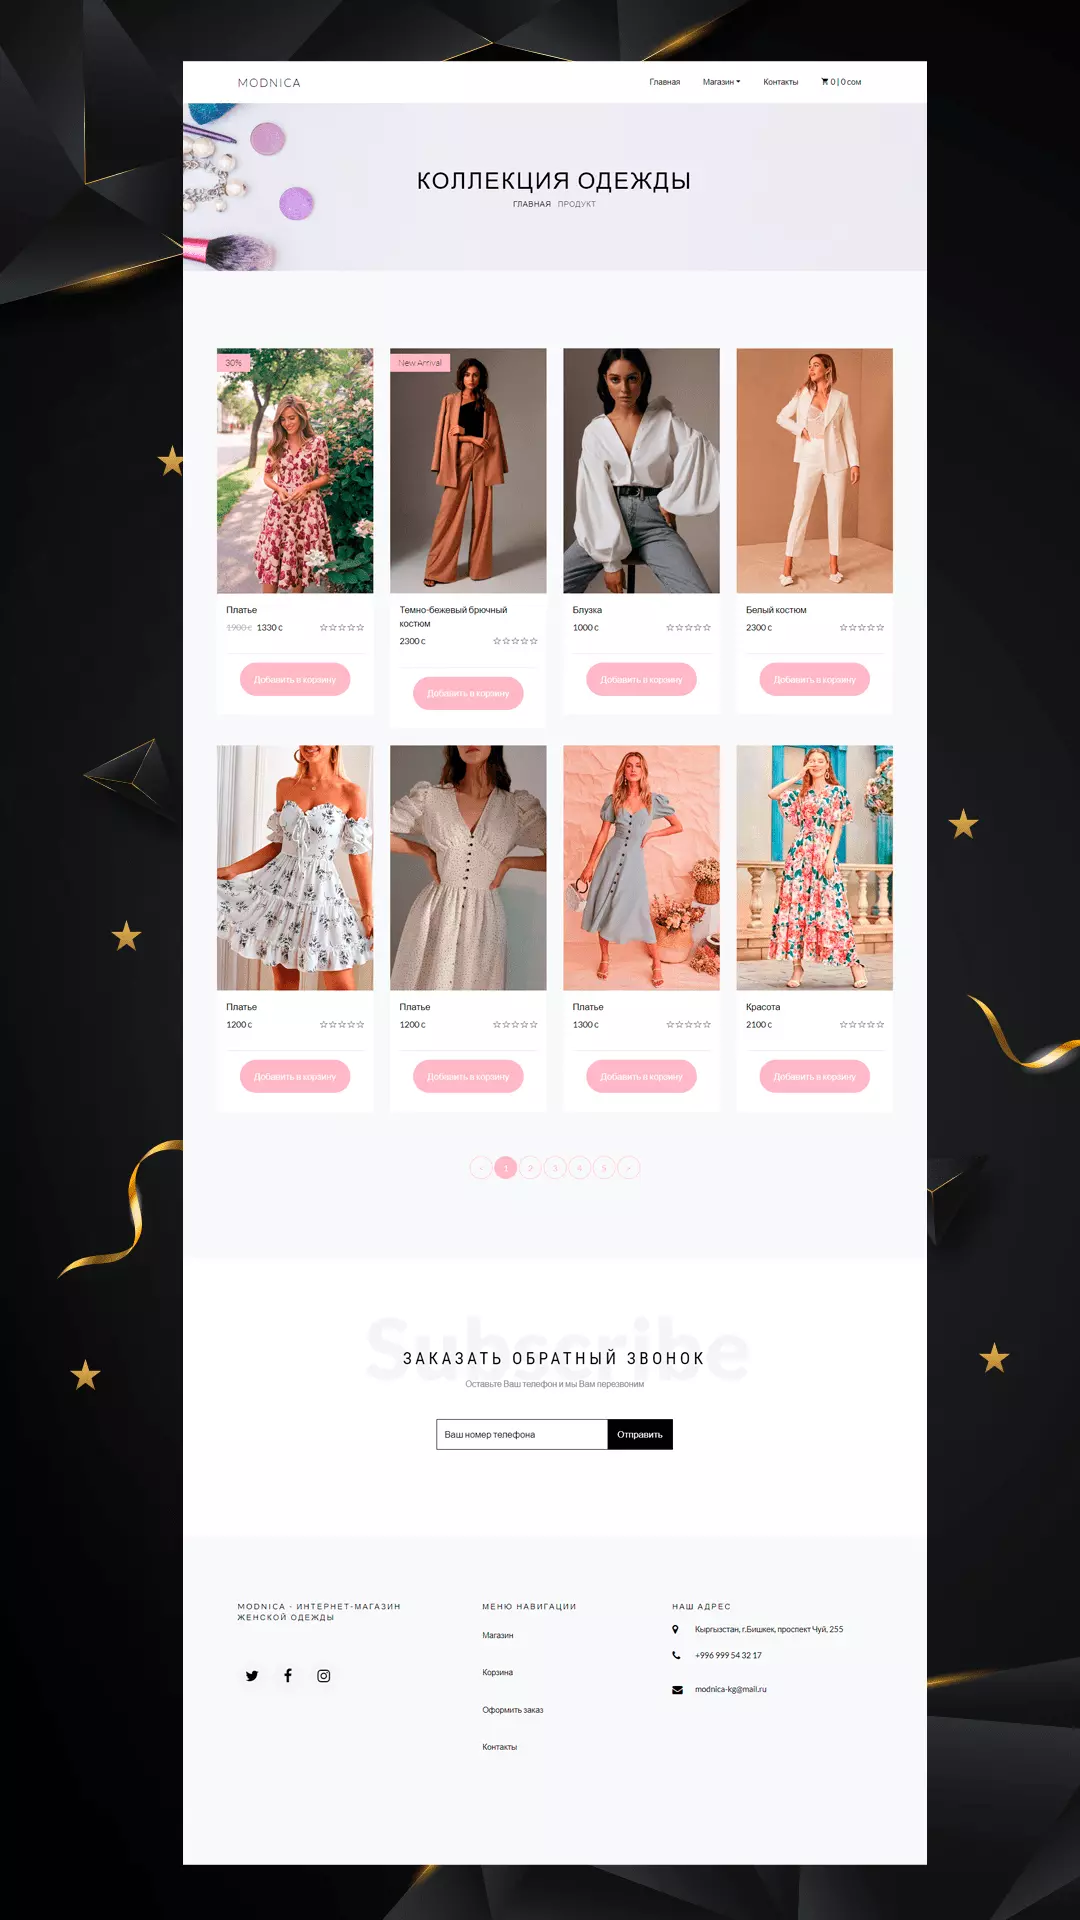 MODNICA
Главная Магазин Контакты 0 | 0 сом
КОЛЛЕКЦИЯ ОДЕЖДЫ
ГЛАВНАЯ ПРОДУКТ
30%
New Arrival
Платье
1900 с 1330 с
Темно-бежевый брючный
костюм
2300 с
Блузка
1000 с
Белый костюм
2300 с
Добавить в корзину
Добавить в корзину
Добавить в корзину
Добавить в корзину
Платье
1200 с
Платье
1200 с
Платье
1300 с
Красота
2100 с
Добавить в корзину
Добавить в корзину
Добавить в корзину
Добавить в корзину
< 1 2 3 4 5 >
Subscribe
ЗАКАЗАТЬ ОБРАТНЫЙ ЗВОНОК
Оставьте Ваш телефон и мы Вам перезвоним
Ваш номер телефона Отправить
MODNICA - ИНТЕРНЕТ-МАГАЗИН
ЖЕНСКОЙ ОДЕЖДЫ
МЕНЮ НАВИГАЦИИ
Магазин
Корзина
Оформить заказ
Контакты
НАШ АДРЕС
Кыргызстан, г.Бишкек, проспект Чуй, 255
+996 999 54 32 17
modnica-kg@mail.ru